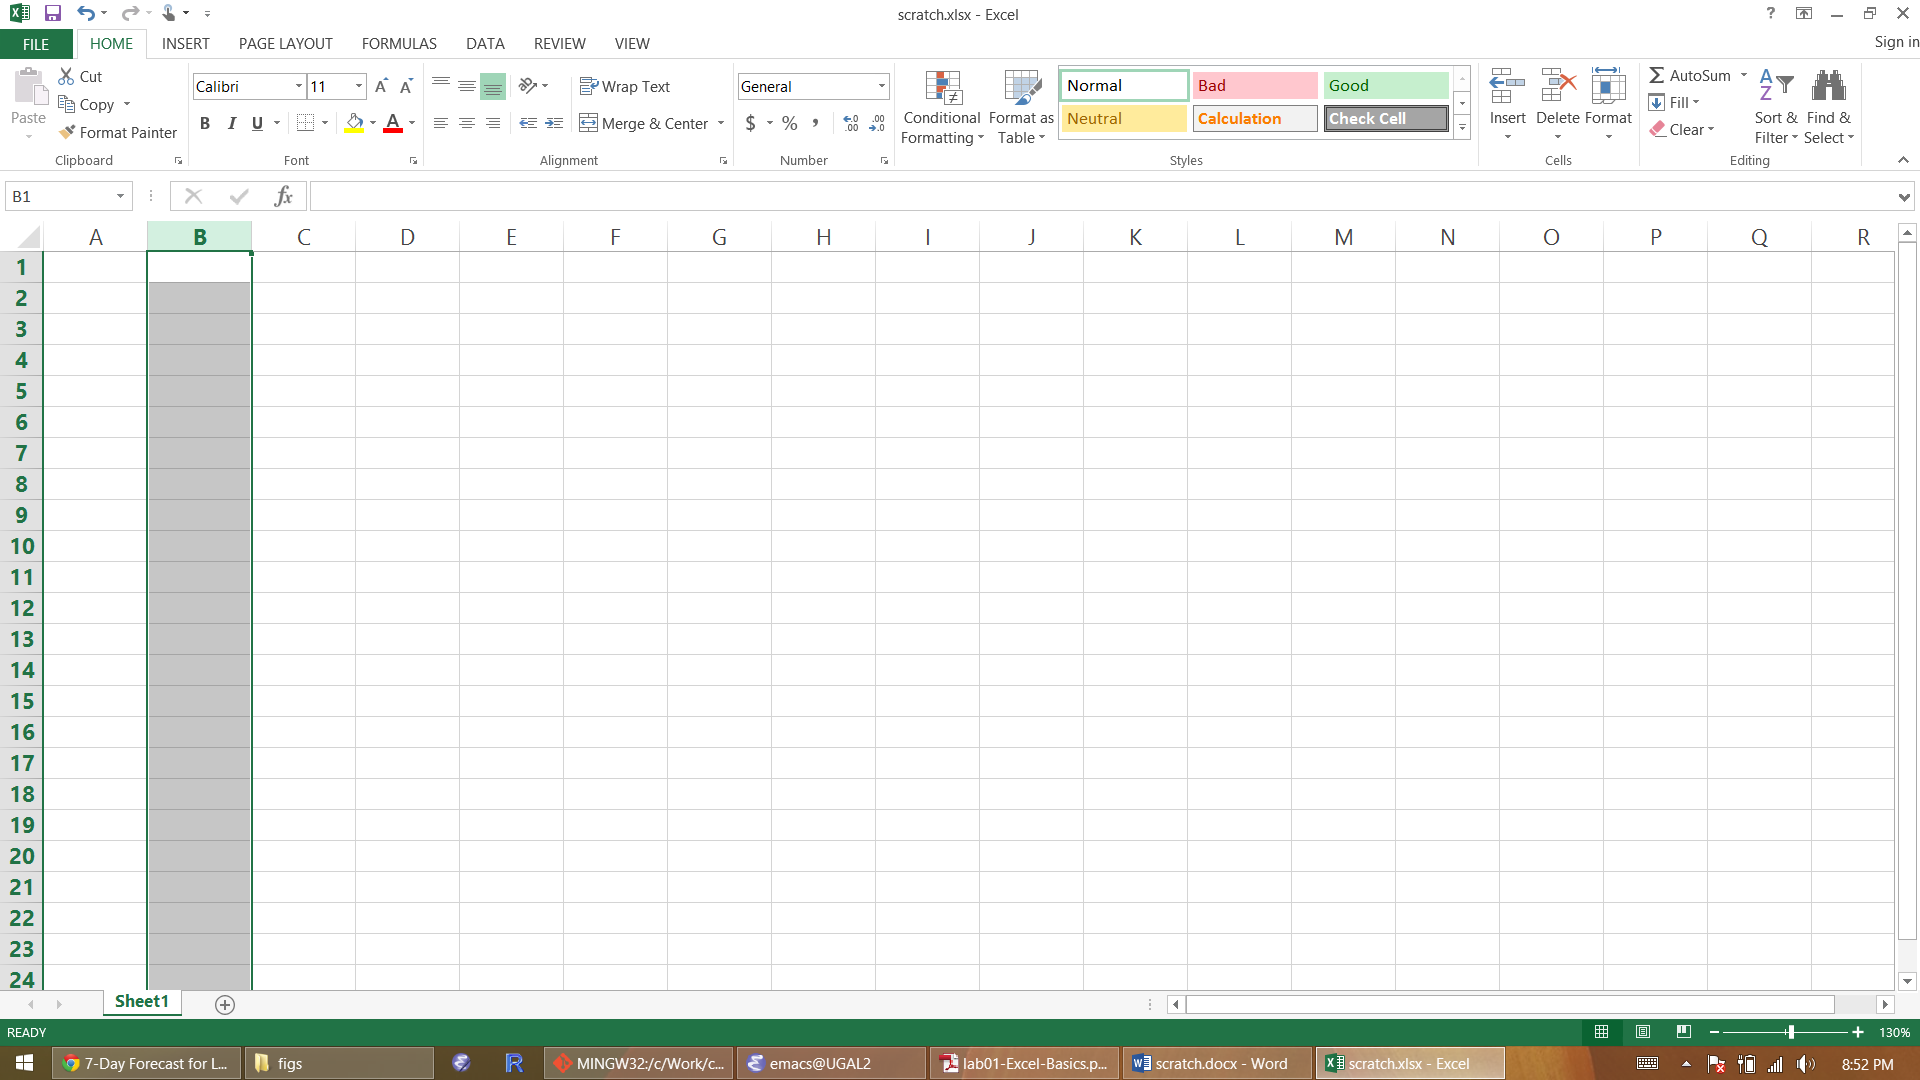 scratch.xlsx - Excel
?
Sign in
FILE HOME INSERT PAGE LAYOUT FORMULAS DATA REVIEW VIEW
Paste
Cut
Copy
Format Painter
Clipboard
Calibri 11
B I U
Font
Wrap Text
Merge & Center
Alignment
General
$ % ,
Number
Conditional Formatting
Format as Table
Normal Bad Good
Neutral Calculation Check Cell
Styles
Insert Delete Format
Cells
AutoSum
Fill
Clear
Sort & Filter
Find & Select
Editing
B1
fx
A B C D E F G H I J K L M N O P Q R
1
2
3
4
5
6
7
8
9
10
11
12
13
14
15
16
17
18
19
20
21
22
23
24
Sheet1
READY
130%
7-Day Forecast for L...
figs
R
MINGW32:/c/Work/c...
emacs@UGAL2
lab01-Excel-Basics.p...
scratch.docx - Word
scratch.xlsx - Excel
8:52 PM